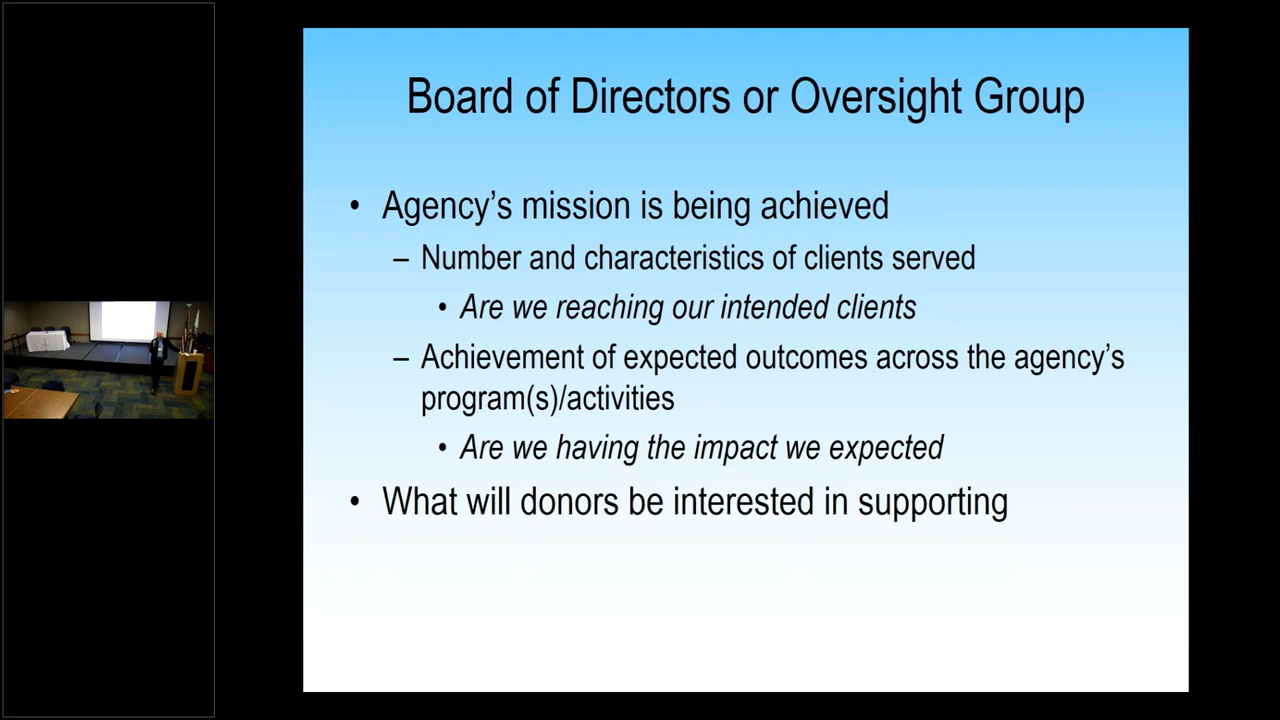 Board of Directors or Oversight Group
• Agency’s mission is being achieved
– Number and characteristics of clients served
• Are we reaching our intended clients
– Achievement of expected outcomes across the agency’s
program(s)/activities
• Are we having the impact we expected
• What will donors be interested in supporting